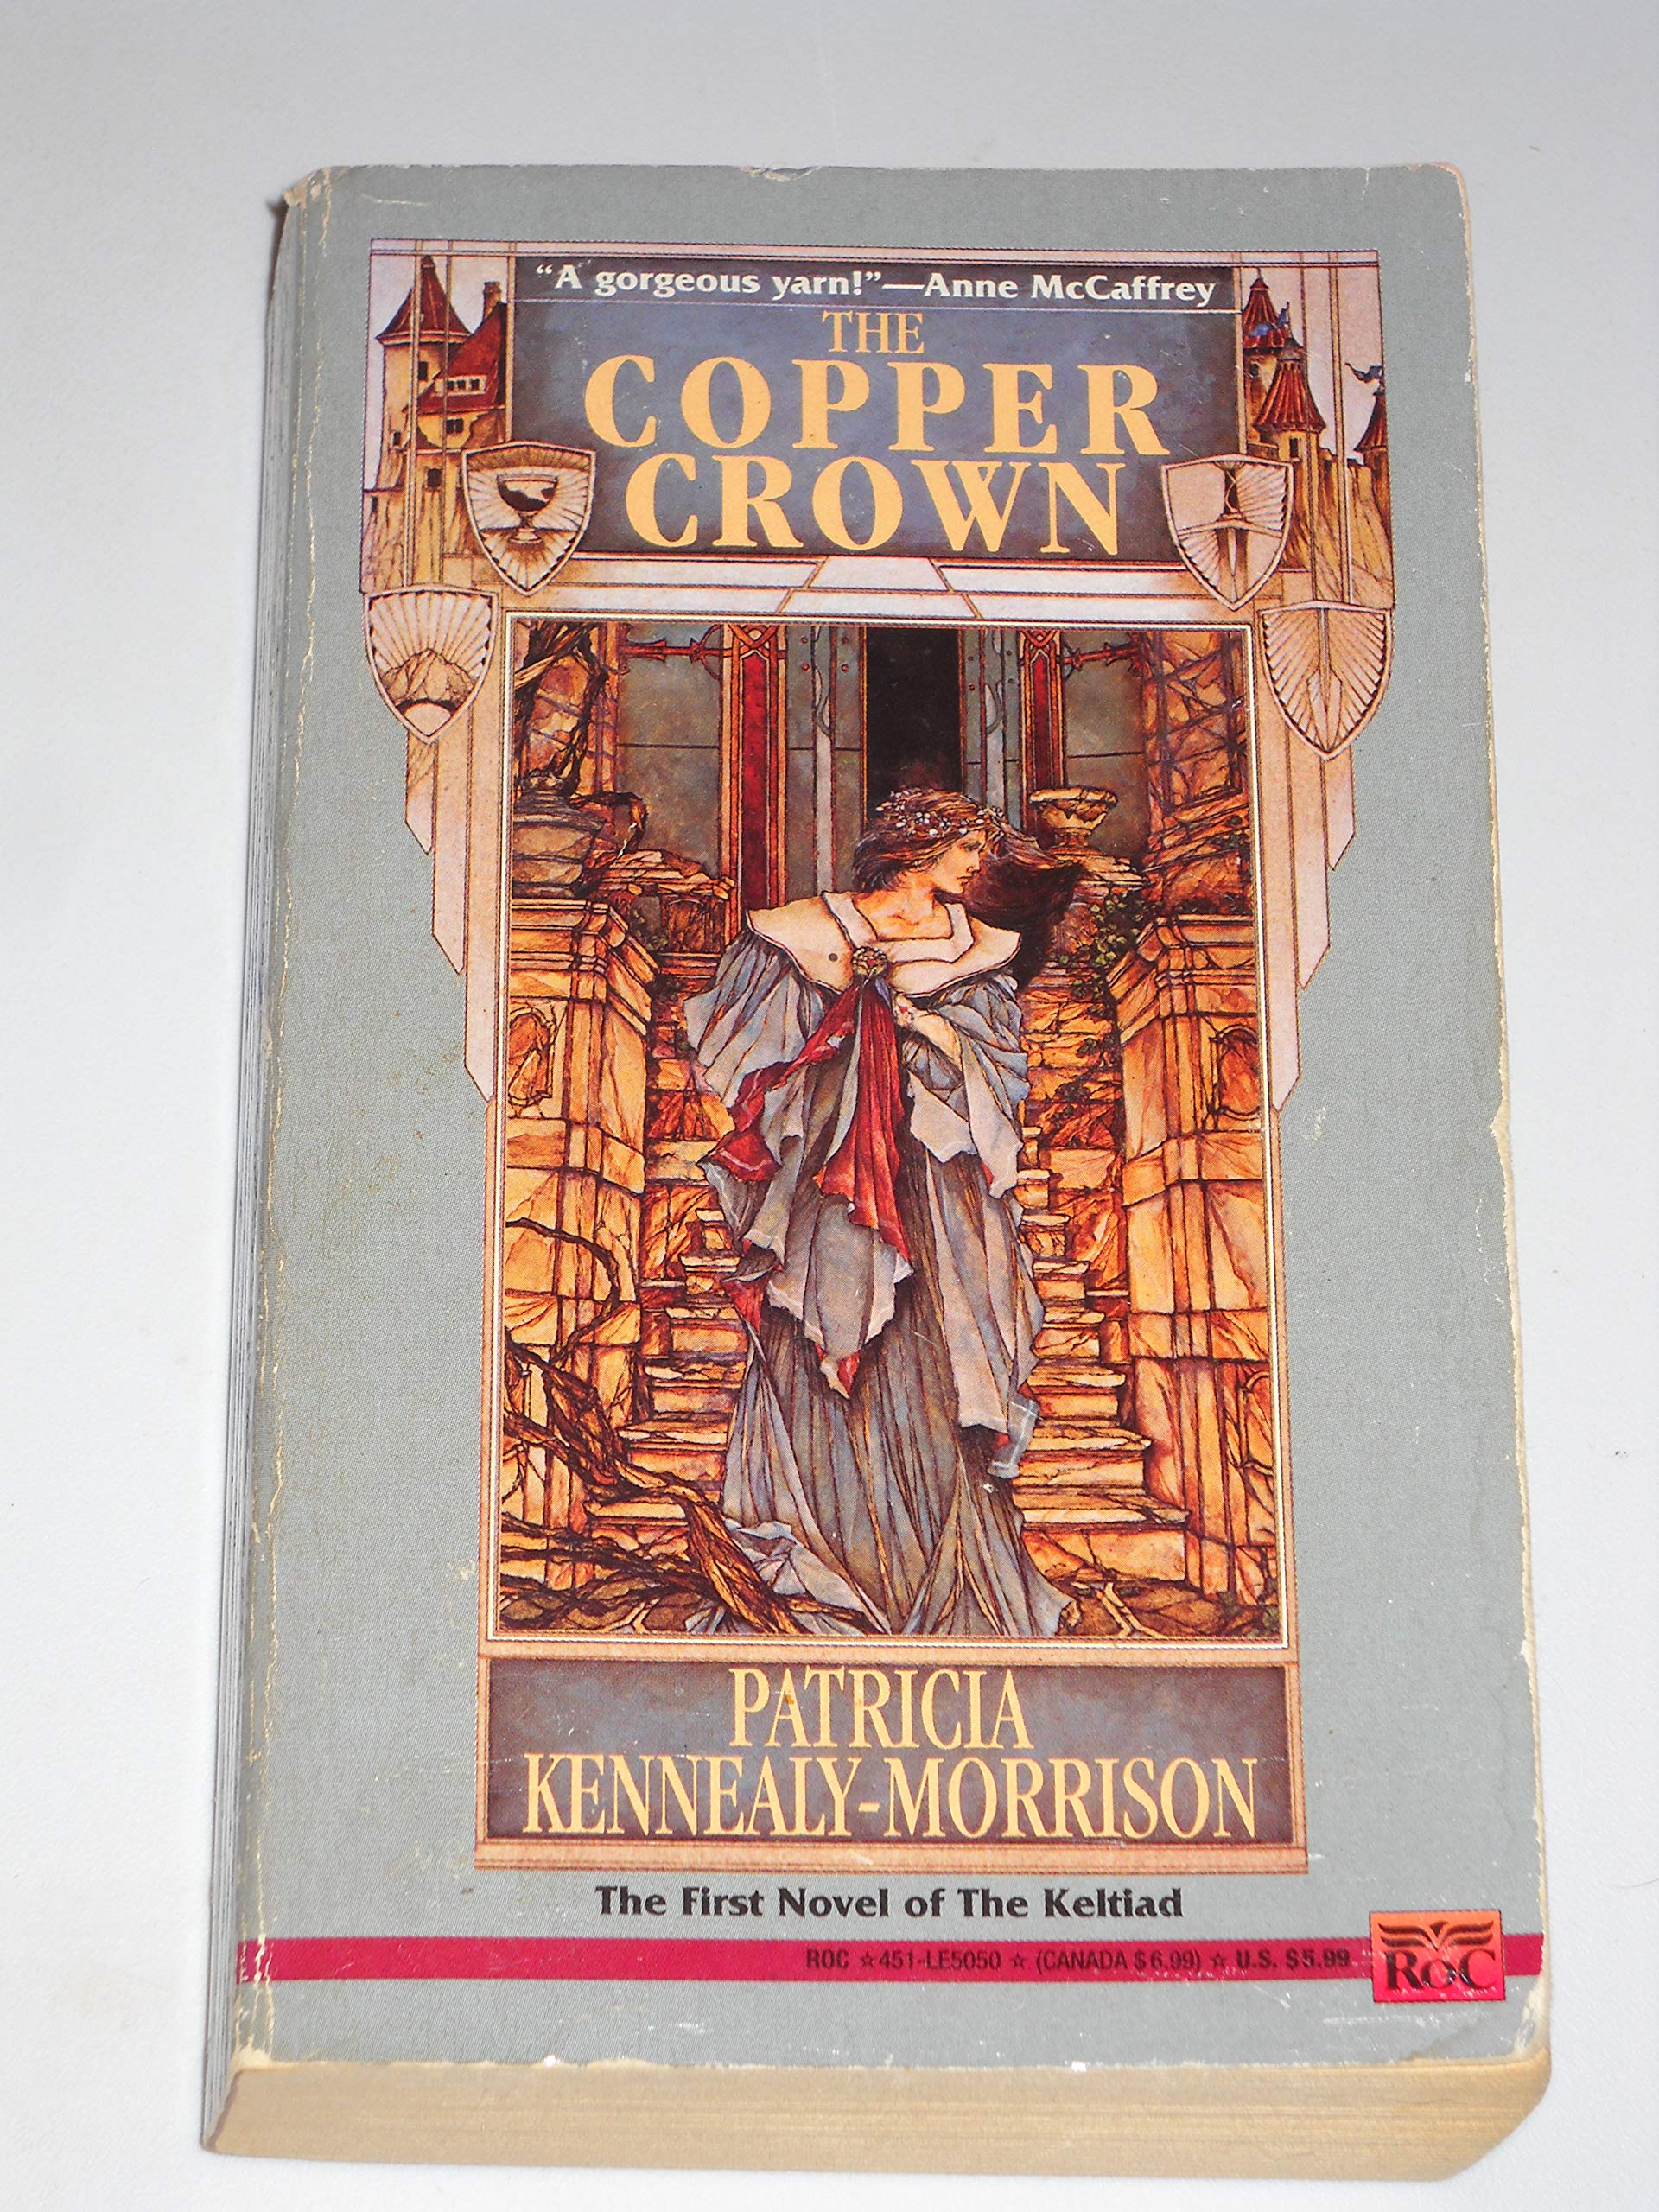 “A gorgeous yarn!”—Anne McCaffrey
THE
COPPER
CROWN
PATRICIA
KENNEALY-MORRISON
The First Novel of The Keltiad
ROC ☆ 451-LE5050 ☆ (CANADA $6.99) ☆ U.S. $5.99
ROC